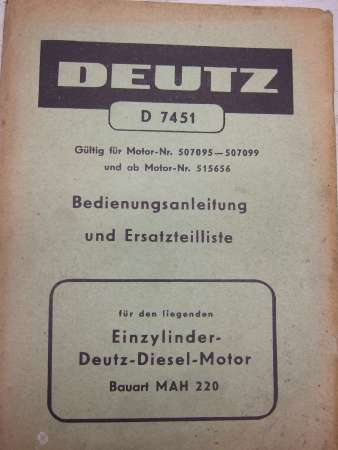 DEUTZ
D 7451
Gültig für Motor-Nr. 507095—507099
und ab Motor-Nr. 515656
Bedienungsanleitung
und Ersatzteilliste
für den liegenden
Einzylinder-
Deutz-Diesel-Motor
Bauart MAH 220